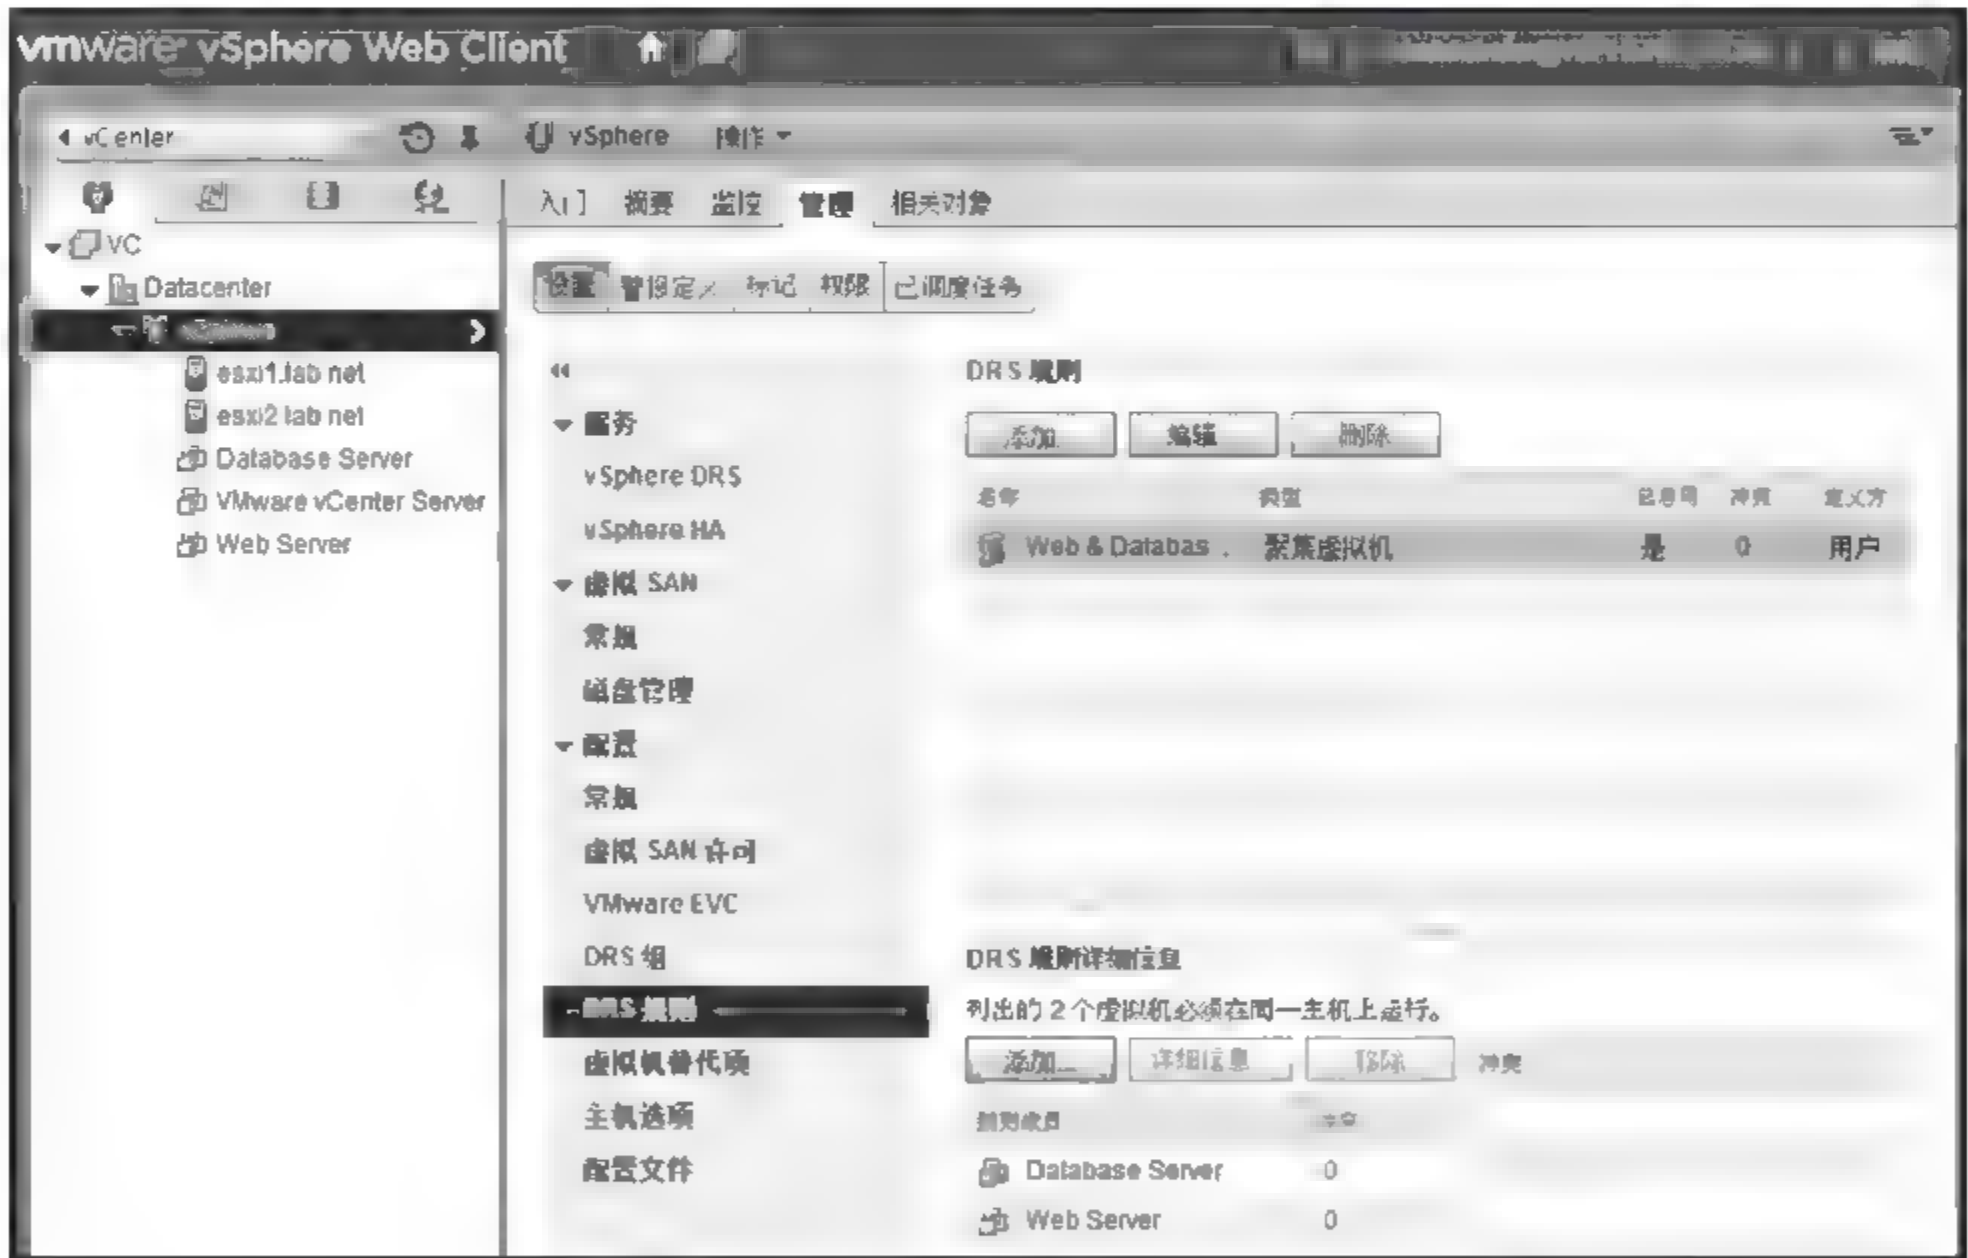 vmware vSphere Web Client
vCenter
vSphere 操作
入门 摘要 监控 管理 相关对象
VC
Datacenter
vSphere
esxi1.lab.net
esxi2.lab.net
Database Server
VMware vCenter Server
Web Server
设置 警报定义 标记 权限 已调度任务
服务
vSphere DRS
vSphere HA
虚拟 SAN
常规
磁盘管理
配置
常规
虚拟 SAN 许可
VMware EVC
DRS 组
DRS 规则
虚拟机替代项
主机选项
配置文件
DRS 规则
添加... 编辑 删除
名称 类型 已启用 冲突 定义方
Web & Databas... 聚集虚拟机 是 0 用户
DRS 规则详细信息
列出的 2 个虚拟机必须在同一主机上运行。
添加... 详细信息 移除 冲突
规则成员 冲突
Database Server 0
Web Server 0